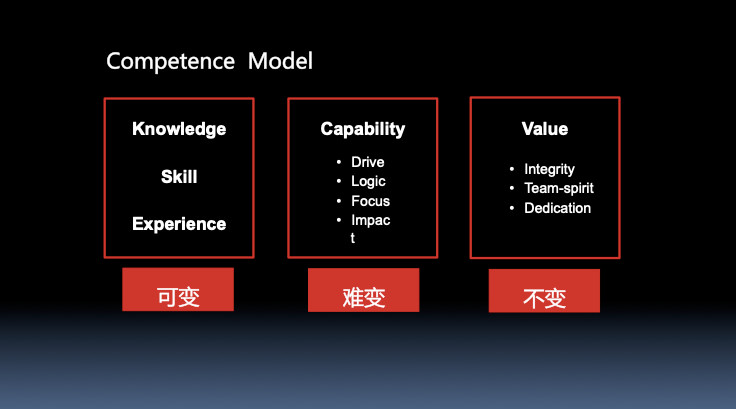 Competence Model
Knowledge
Skill
Experience
可变
Capability
• Drive
• Logic
• Focus
• Impac
t
难变
Value
• Integrity
• Team-spirit
• Dedication
不变